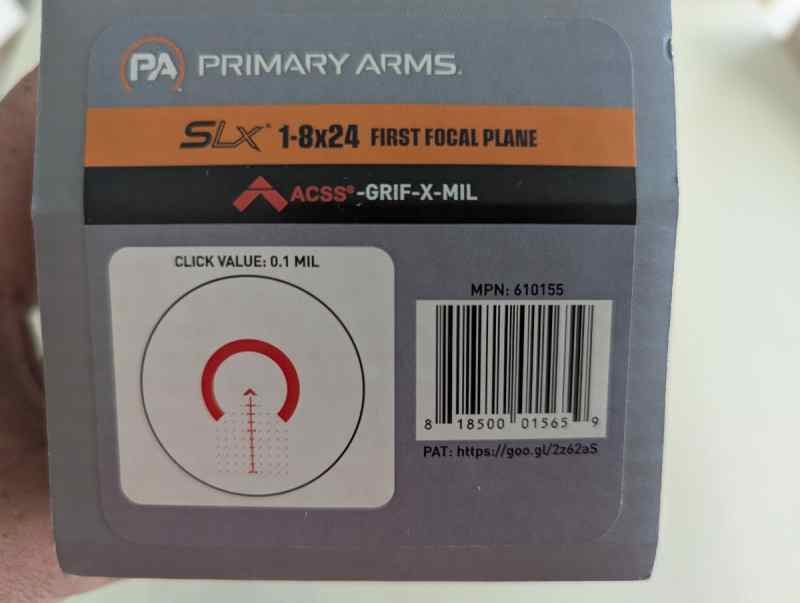 PA PRIMARY ARMS.
SLx® 1-8x24 FIRST FOCAL PLANE
ACSS®-GRIF-X-MIL
CLICK VALUE: 0.1 MIL
MPN: 610155
8 18500 01565 9
PAT: https://goo.gl/2z62aS